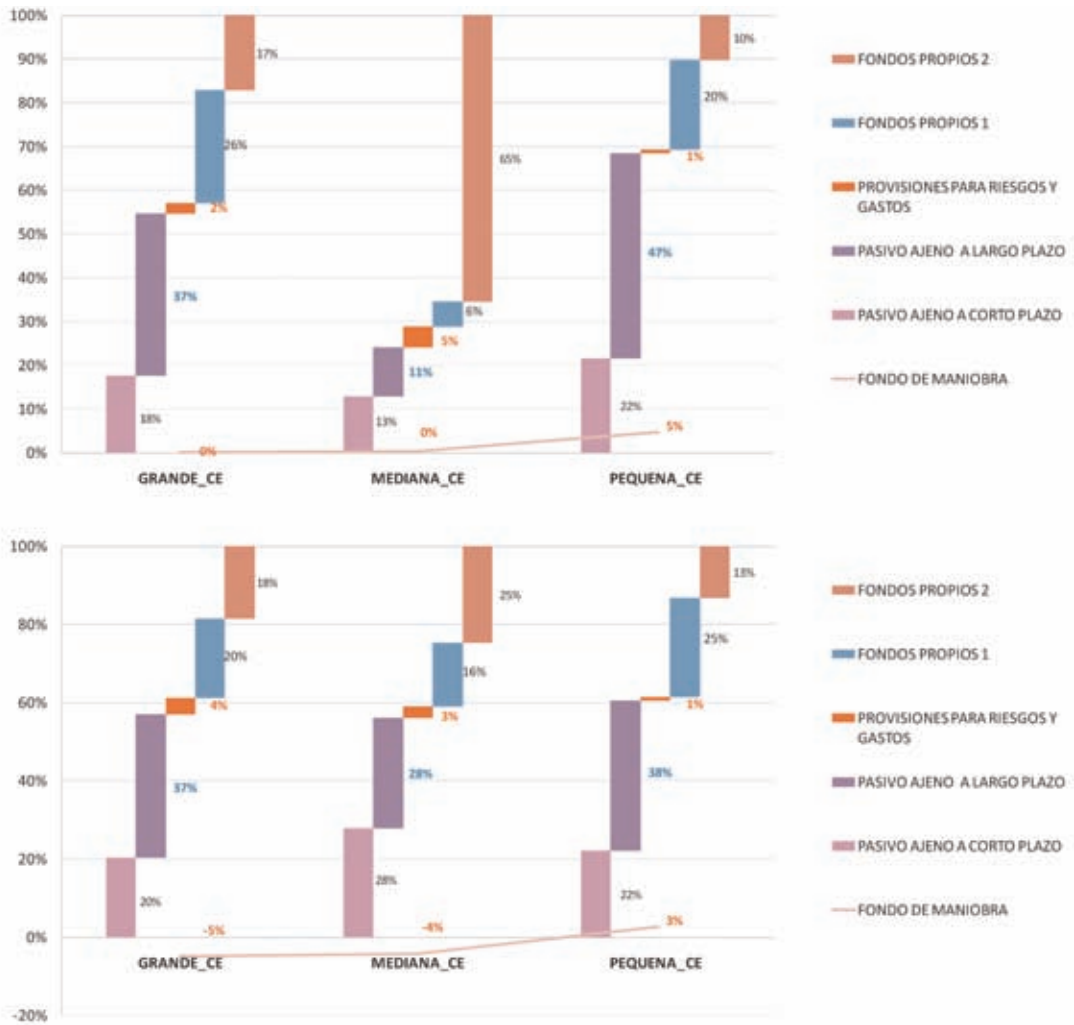 100%
90%
80%
70%
60%
50%
40%
30%
20%
10%
0%
17%
26%
2%
37%
18%
0%
65%
6%
5%
11%
13%
0%
10%
20%
1%
47%
22%
5%
GRANDE_CE
MEDIANA_CE
PEQUENA_CE
FONDOS PROPIOS 2
FONDOS PROPIOS 1
PROVISIONES PARA RIESGOS Y
GASTOS
PASIVO AJENO A LARGO PLAZO
PASIVO AJENO A CORTO PLAZO
FONDO DE MANIOBRA
100%
80%
60%
40%
20%
0%
-20%
18%
20%
4%
37%
20%
-5%
25%
16%
3%
28%
28%
-4%
13%
25%
1%
38%
22%
3%
GRANDE_CE
MEDIANA_CE
PEQUENA_CE
FONDOS PROPIOS 2
FONDOS PROPIOS 1
PROVISIONES PARA RIESGOS Y
GASTOS
PASIVO AJENO A LARGO PLAZO
PASIVO AJENO A CORTO PLAZO
FONDO DE MANIOBRA